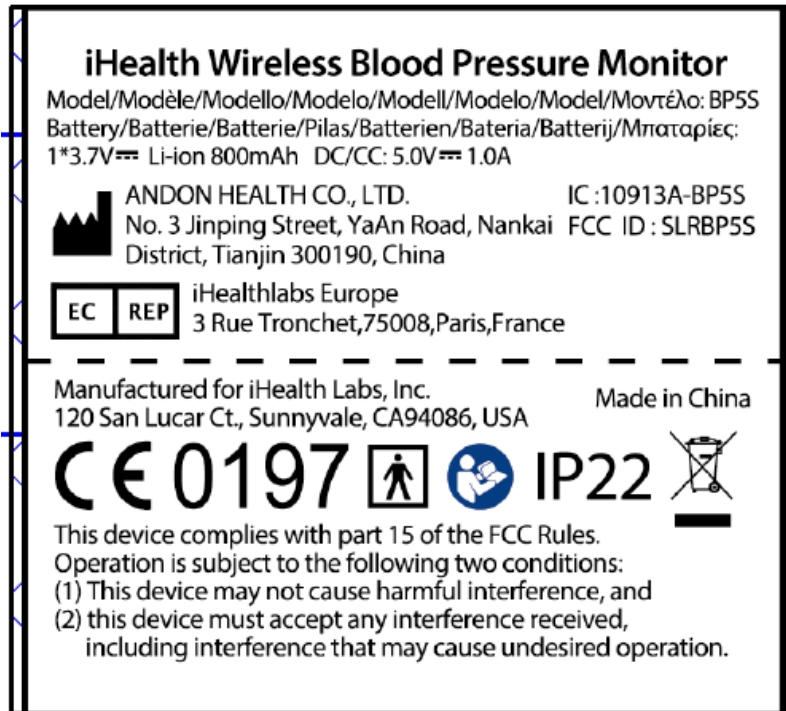 iHealth Wireless Blood Pressure Monitor
Model/Modèle/Modello/Modelo/Modell/Modelo/Model/Μοντέλο: BP5S
Battery/Batterie/Batterie/Pilas/Batterien/Bateria/Batterij/Μπαταρίες:
1*3.7V⎓ Li-ion 800mAh DC/CC: 5.0V⎓ 1.0A
ANDON HEALTH CO., LTD. IC :10913A-BP5S
No. 3 Jinping Street, YaAn Road, Nankai FCC ID : SLRBP5S
District, Tianjin 300190, China
EC REP iHealthlabs Europe
3 Rue Tronchet,75008,Paris,France
Manufactured for iHealth Labs, Inc. Made in China
120 San Lucar Ct., Sunnyvale, CA94086, USA
CE 0197 IP22
This device complies with part 15 of the FCC Rules.
Operation is subject to the following two conditions:
(1) This device may not cause harmful interference, and
(2) this device must accept any interference received,
including interference that may cause undesired operation.